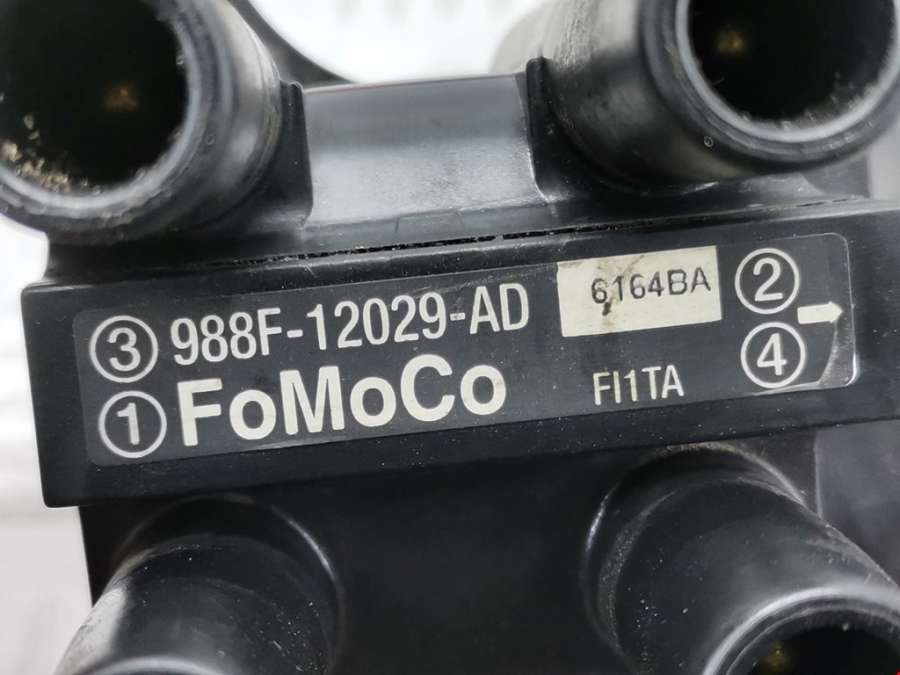 ③ 988F-12029-AD 6164BA ②
① FoMoCo FI1TA ④